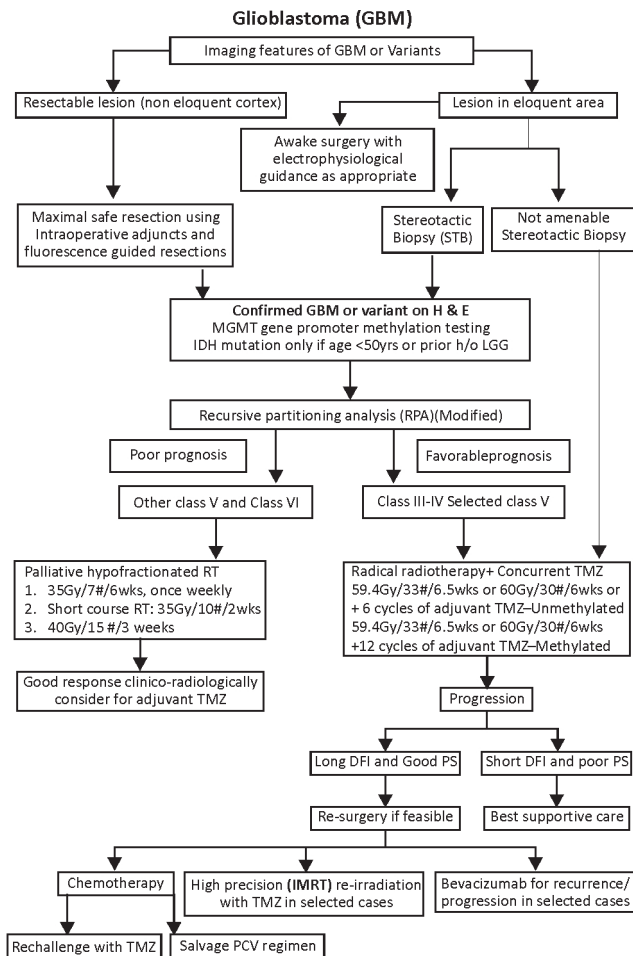 Glioblastoma (GBM)
Imaging features of GBM or Variants
Resectable lesion (non eloquent cortex)
Lesion in eloquent area
Awake surgery with
electrophysiological
guidance as appropriate
Maximal safe resection using
Intraoperative adjuncts and
fluorescence guided resections
Stereotactic
Biopsy (STB)
Not amenable
Stereotactic Biopsy
Confirmed GBM or variant on H & E
MGMT gene promoter methylation testing
IDH mutation only if age <50yrs or prior h/o LGG
Recursive partitioning analysis (RPA)(Modified)
Poor prognosis
Favorableprognosis
Other class V and Class VI
Class III-IV Selected class V
Palliative hypofractionated RT
1. 35Gy/7#/6wks, once weekly
2. Short course RT: 35Gy/10#/2wks
3. 40Gy/15 #/3 weeks
Radical radiotherapy+ Concurrent TMZ
59.4Gy/33#/6.5wks or 60Gy/30#/6wks or
+ 6 cycles of adjuvant TMZ–Unmethylated
59.4Gy/33#/6.5wks or 60Gy/30#/6wks
+12 cycles of adjuvant TMZ–Methylated
Good response clinico-radiologically
consider for adjuvant TMZ
Progression
Long DFI and Good PS
Short DFI and poor PS
Re-surgery if feasible
Best supportive care
Chemotherapy
High precision (IMRT) re-irradiation
with TMZ in selected cases
Bevacizumab for recurrence/
progression in selected cases
Rechallenge with TMZ
Salvage PCV regimen